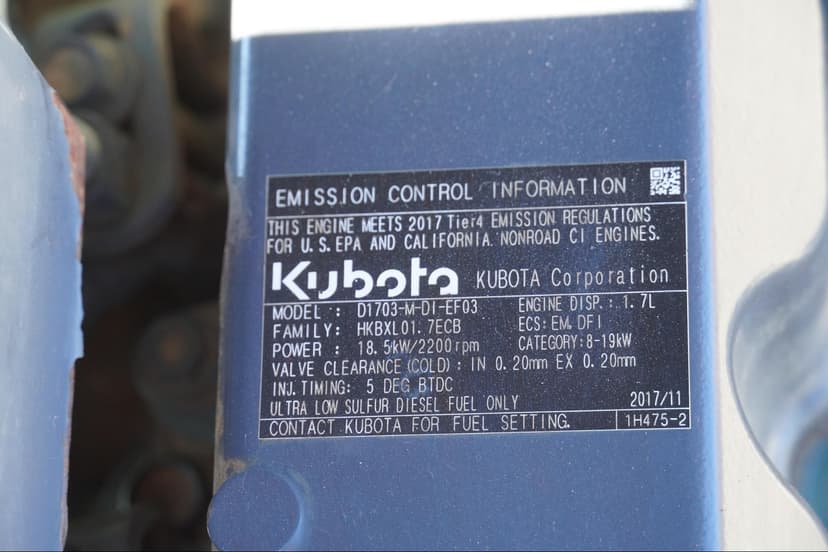 EMISSION CONTROL INFORMATION
THIS ENGINE MEETS 2017 Tier4 EMISSION REGULATIONS
FOR U.S. EPA AND CALIFORNIA NONROAD CI ENGINES.
Kubota KUBOTA Corporation
MODEL : D1703-M-DI-EF03 ENGINE DISP.: 1.7L
FAMILY: HKBXL01.7ECB ECS: EM, DFI
POWER : 18.5kW/2200rpm CATEGORY:8-19kW
VALVE CLEARANCE(COLD): IN 0.20mm EX 0.20mm
INJ.TIMING: 5 DEG BTDC
ULTRA LOW SULFUR DIESEL FUEL ONLY 2017/11
CONTACT KUBOTA FOR FUEL SETTING. 1H475-2